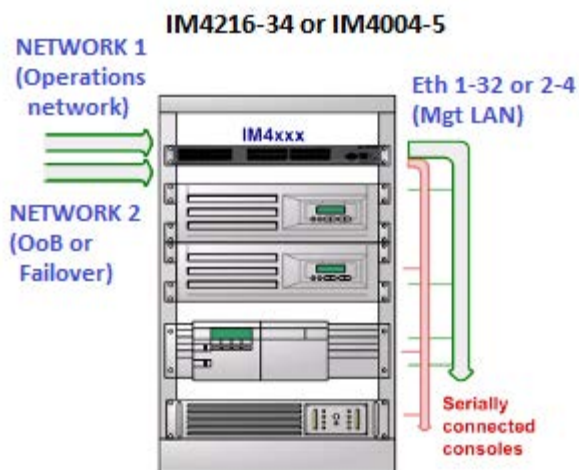 IM4216-34 or IM4004-5
NETWORK 1
(Operations
network)
Eth 1-32 or 2-4
(Mgt LAN)
IM4xxx
NETWORK 2
(OoB or
Failover)
Serially
connected
consoles